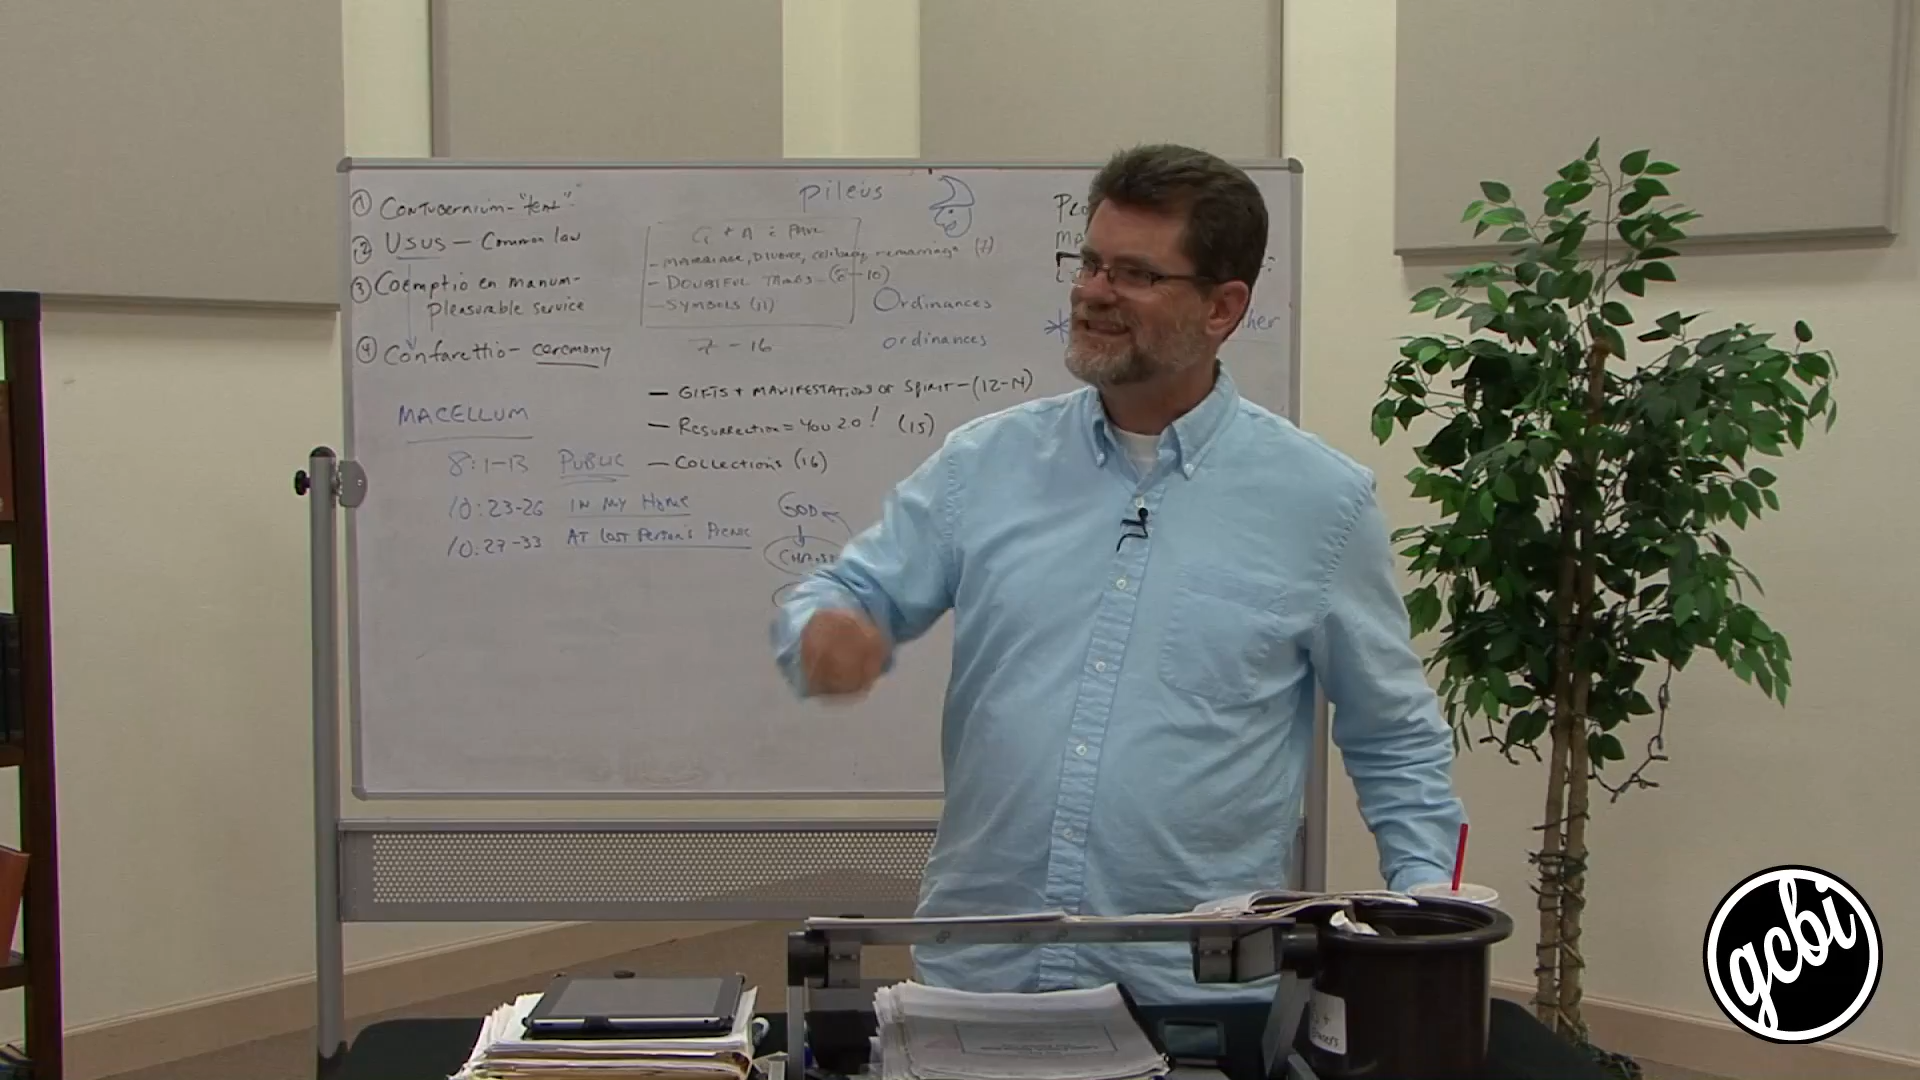 ① Contubernium - "tent"
② Usus - Common law
③ Coemptio en manum -
pleasurable service
④ Confarettio - ceremony
MACELLUM
8:1-13 PUBLIC
10:23-26 IN MY HOME
10:27-33 AT Lost Person's Picnic
pileus
Q + A
- MARRIAGE, DIVORCE, celibacy, remarriage (7)
- DOUBTFUL THINGS - (8-10)
- SYMBOLS (11)
7 - 16
Ordinances
ordinances
- GIFTS + MANIFESTATIONS OF SPIRIT - (12-14)
- RESURRECTION = YOU 2.0! (15)
- COLLECTIONS (16)
GOD
CHRIST
gcbi